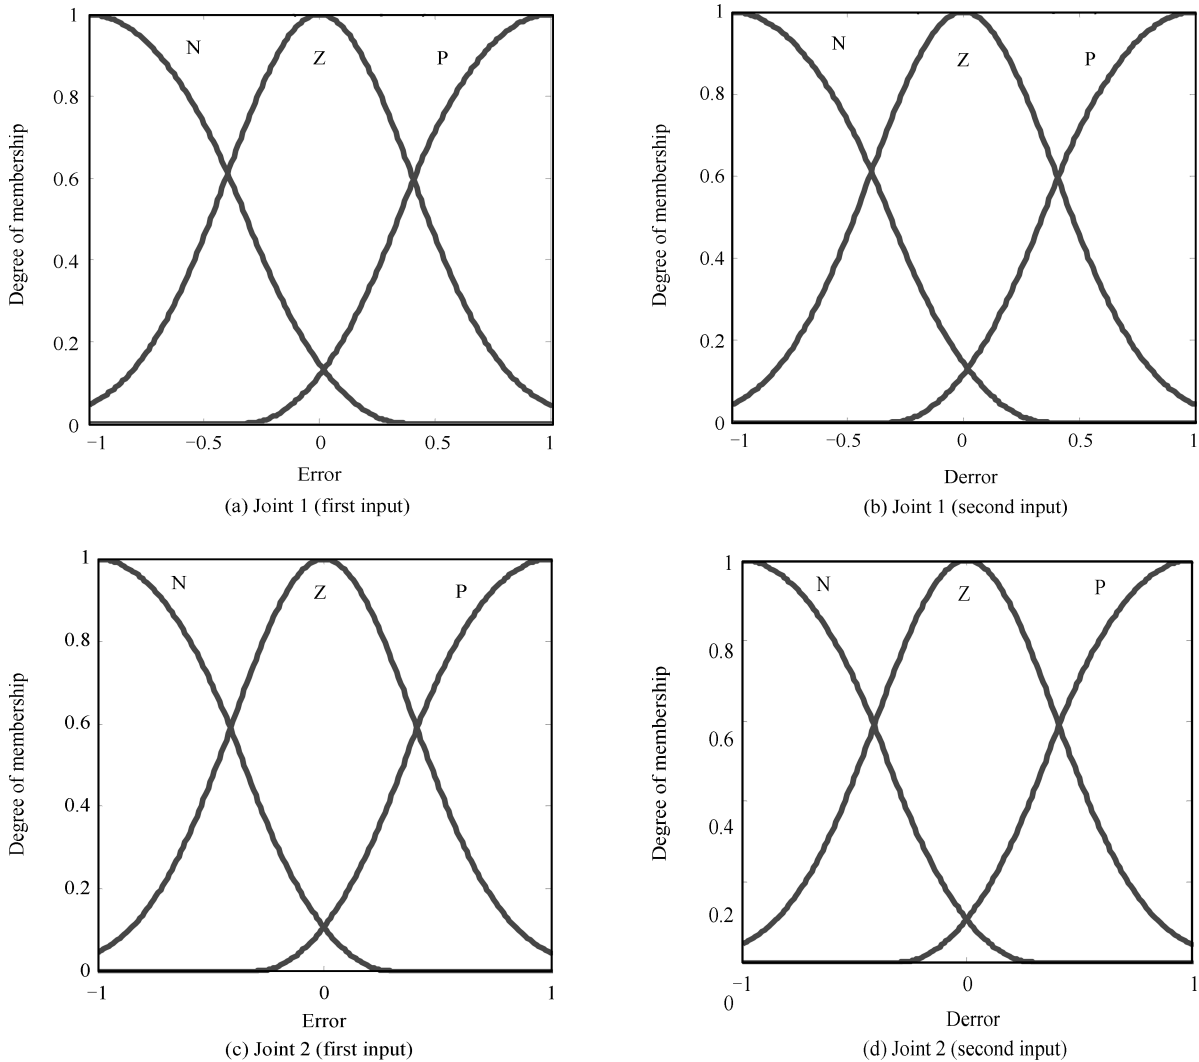 1
N
Z
P
0.8
0.6
0.4
0.2
0
−1
−0.5
0
0.5
1
Degree of membership
Error
(a) Joint 1 (first input)
1
N
Z
P
0.8
0.6
0.4
0.2
0
−1
−0.5
0
0.5
1
Degree of membership
Derror
(b) Joint 1 (second input)
1
N
Z
P
0.8
0.6
0.4
0.2
0
−1
0
1
Degree of membership
Error
(c) Joint 2 (first input)
1
N
Z
P
0.8
0.6
0.4
0.2
−1
0
1
0
Degree of membership
Derror
(d) Joint 2 (second input)